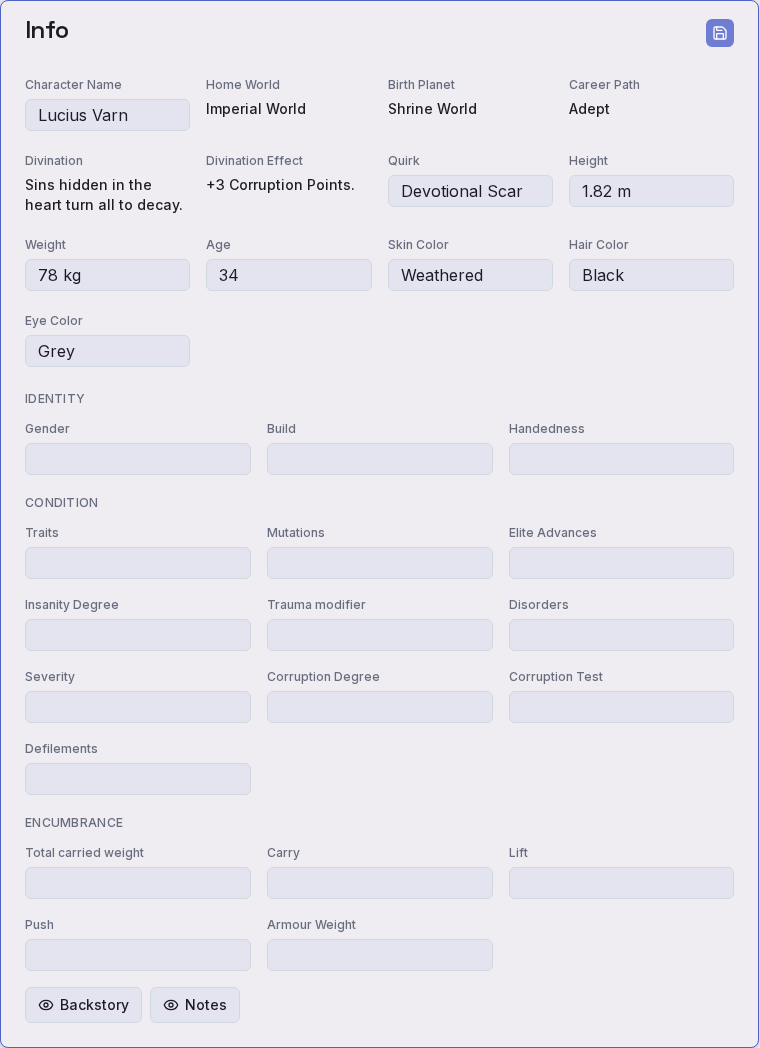 Info
Character Name
Home World
Birth Planet
Career Path
Lucius Varn
Imperial World
Shrine World
Adept
Divination
Divination Effect
Quirk
Height
Sins hidden in the
heart turn all to decay.
+3 Corruption Points.
Devotional Scar
1.82 m
Weight
Age
Skin Color
Hair Color
78 kg
34
Weathered
Black
Eye Color
Grey
IDENTITY
Gender
Build
Handedness
CONDITION
Traits
Mutations
Elite Advances
Insanity Degree
Trauma modifier
Disorders
Severity
Corruption Degree
Corruption Test
Defilements
ENCUMBRANCE
Total carried weight
Carry
Lift
Push
Armour Weight
Backstory
Notes